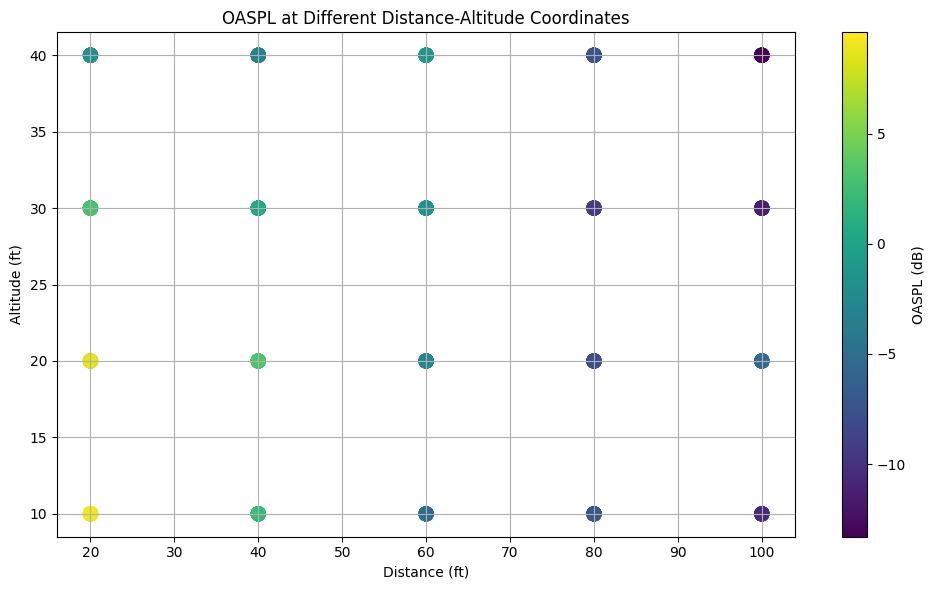 OASPL at Different Distance-Altitude Coordinates
40
35
30
25
20
15
10
Altitude (ft)
20 30 40 50 60 70 80 90 100
Distance (ft)
5
0
−5
−10
OASPL (dB)